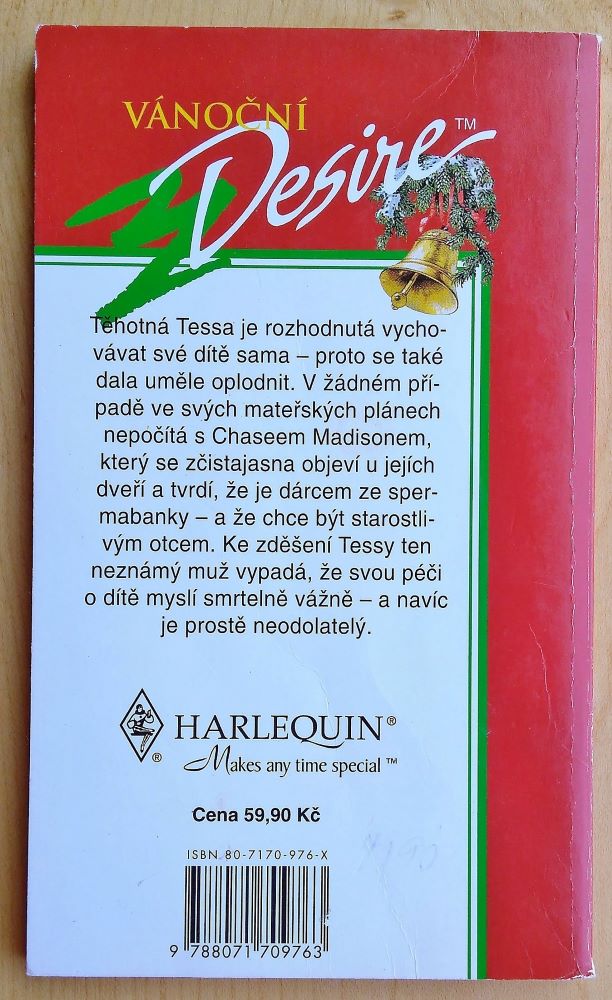 VÁNOČNÍ
Desire™
Těhotná Tessa je rozhodnutá vycho-
vávat své dítě sama – proto se také
dala uměle oplodnit. V žádném pří-
padě ve svých mateřských plánech
nepočítá s Chaseem Madisonem,
který se zčistajasna objeví u jejích
dveří a tvrdí, že je dárcem ze sper-
mabanky – a že chce být starostli-
vým otcem. Ke zděšení Tessy ten
neznámý muž vypadá, že svou péči
o dítě myslí smrtelně vážně – a navíc
je prostě neodolatelý.
® HARLEQUIN®
Makes any time special™
Cena 59,90 Kč
ISBN 80-7170-976-X
9 788071 709763